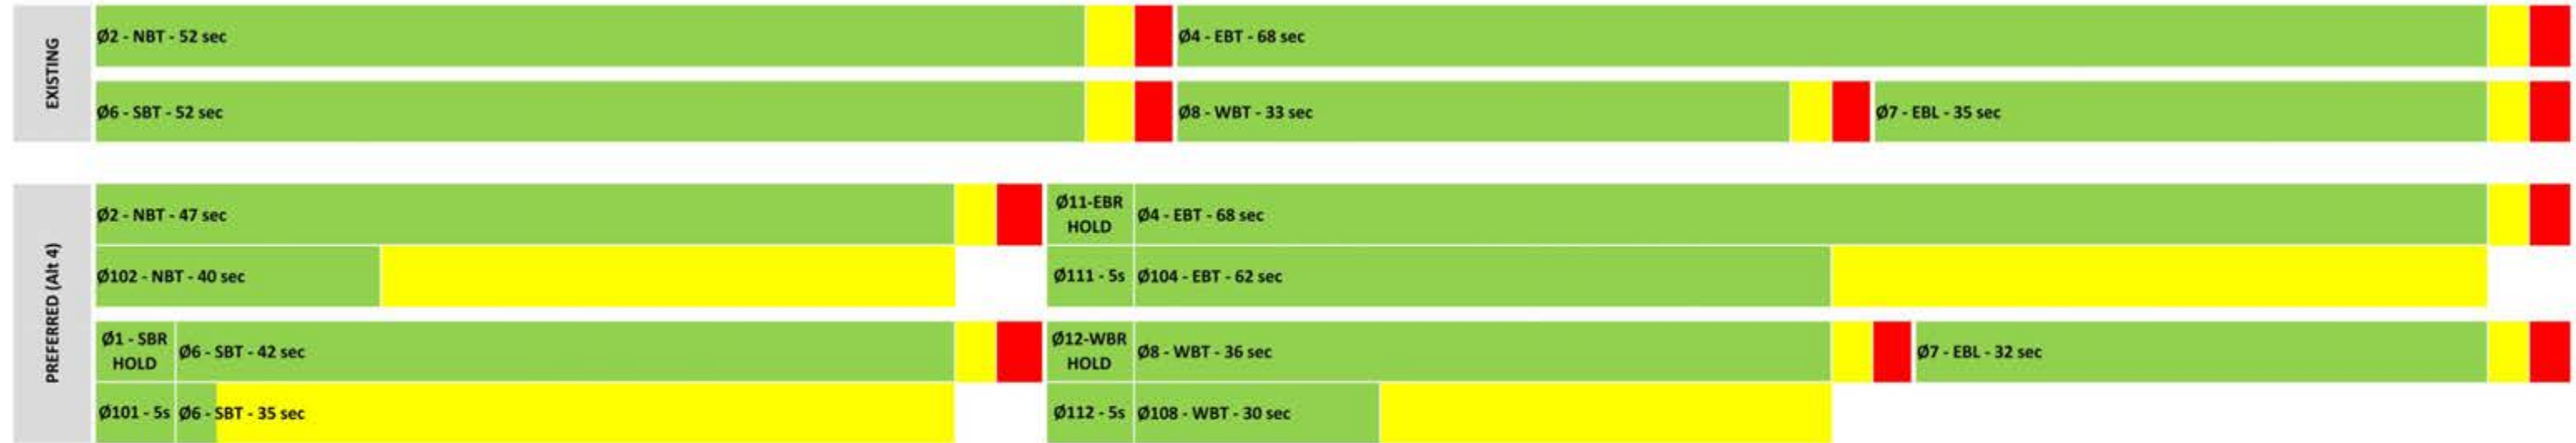 EXISTING
Ø2 - NBT - 52 sec
Ø4 - EBT - 68 sec
Ø6 - SBT - 52 sec
Ø8 - WBT - 33 sec
Ø7 - EBL - 35 sec
PREFERRED (Alt 4)
Ø2 - NBT - 47 sec
Ø11-EBR
HOLD
Ø4 - EBT - 68 sec
Ø102 - NBT - 40 sec
Ø111 - 5s
Ø104 - EBT - 62 sec
Ø1 - SBR
HOLD
Ø6 - SBT - 42 sec
Ø12-WBR
HOLD
Ø8 - WBT - 36 sec
Ø7 - EBL - 32 sec
Ø101 - 5s
Ø6 - SBT - 35 sec
Ø112 - 5s
Ø108 - WBT - 30 sec